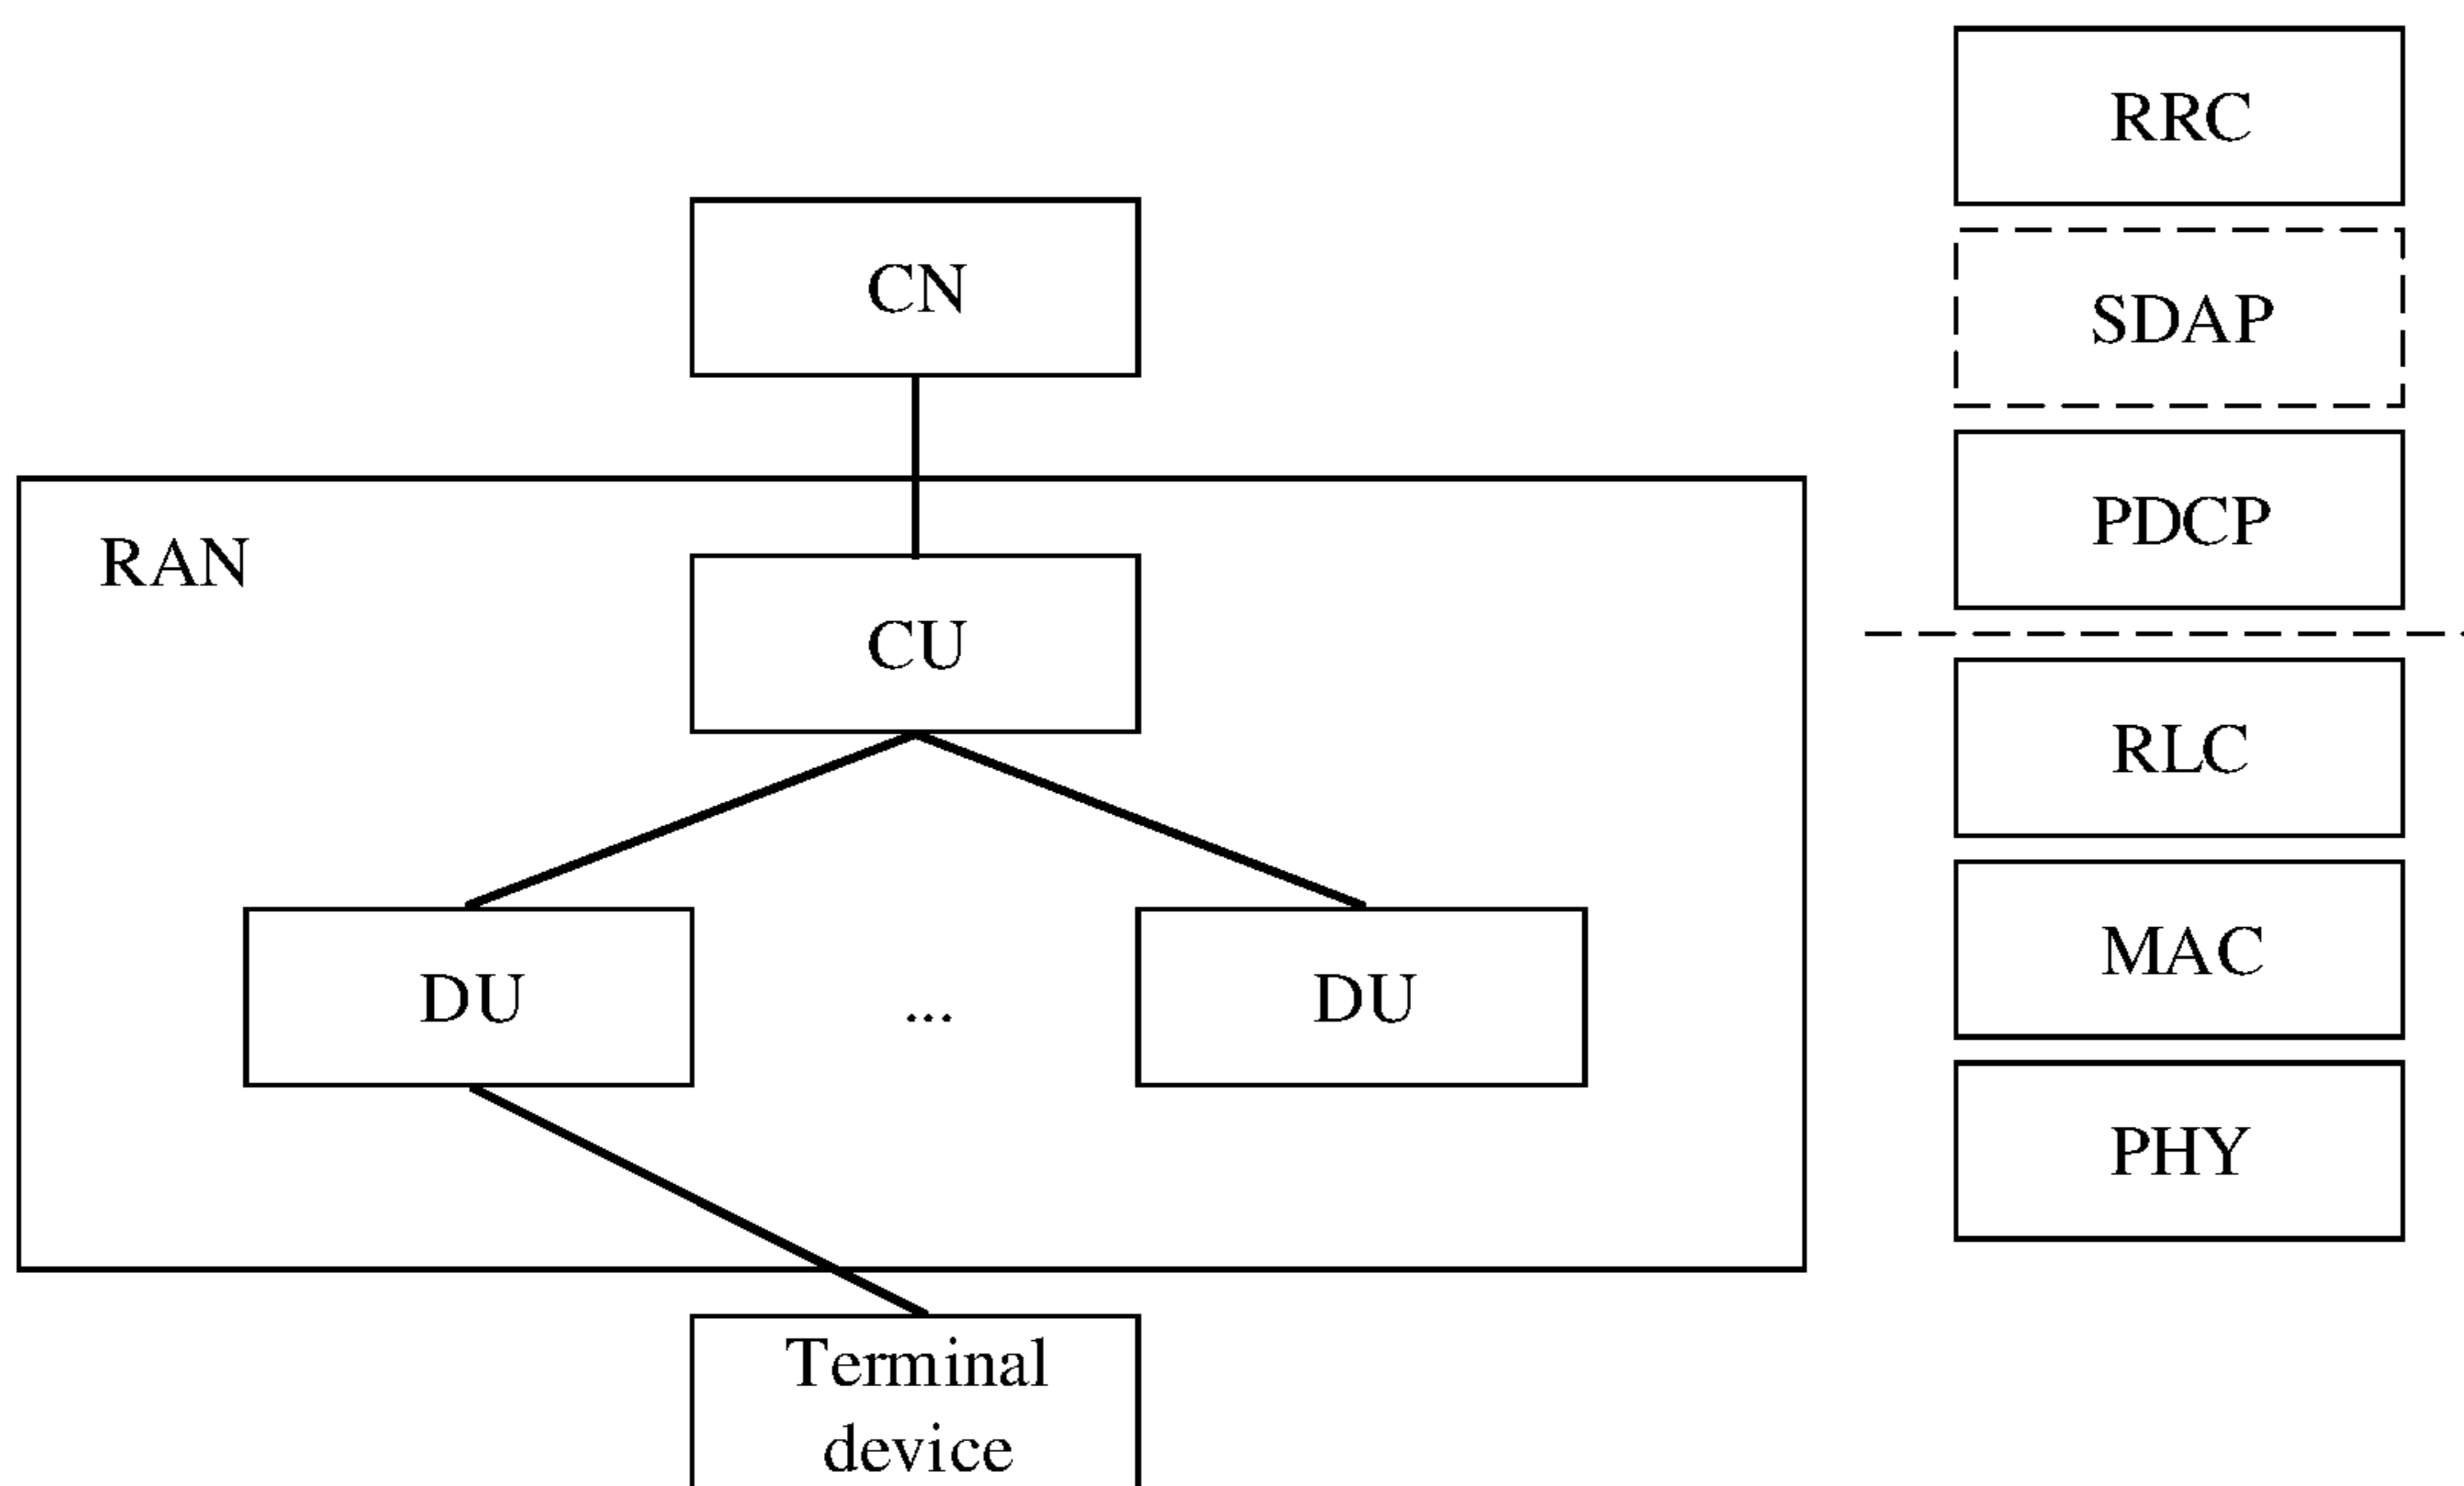 RRC
CN
SDAP
PDCP
RAN
CU
RLC
MAC
DU
...
DU
PHY
Terminal
device